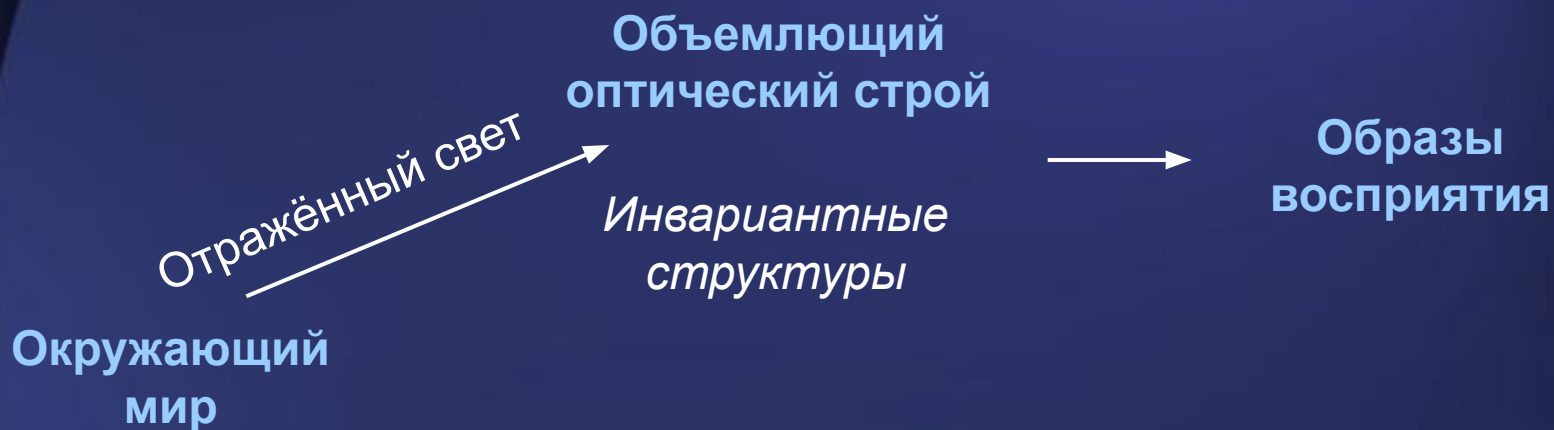 Объемлющий
оптический строй
Отражённый свет
Образы
восприятия
Инвариантные
структуры
Окружающий
мир